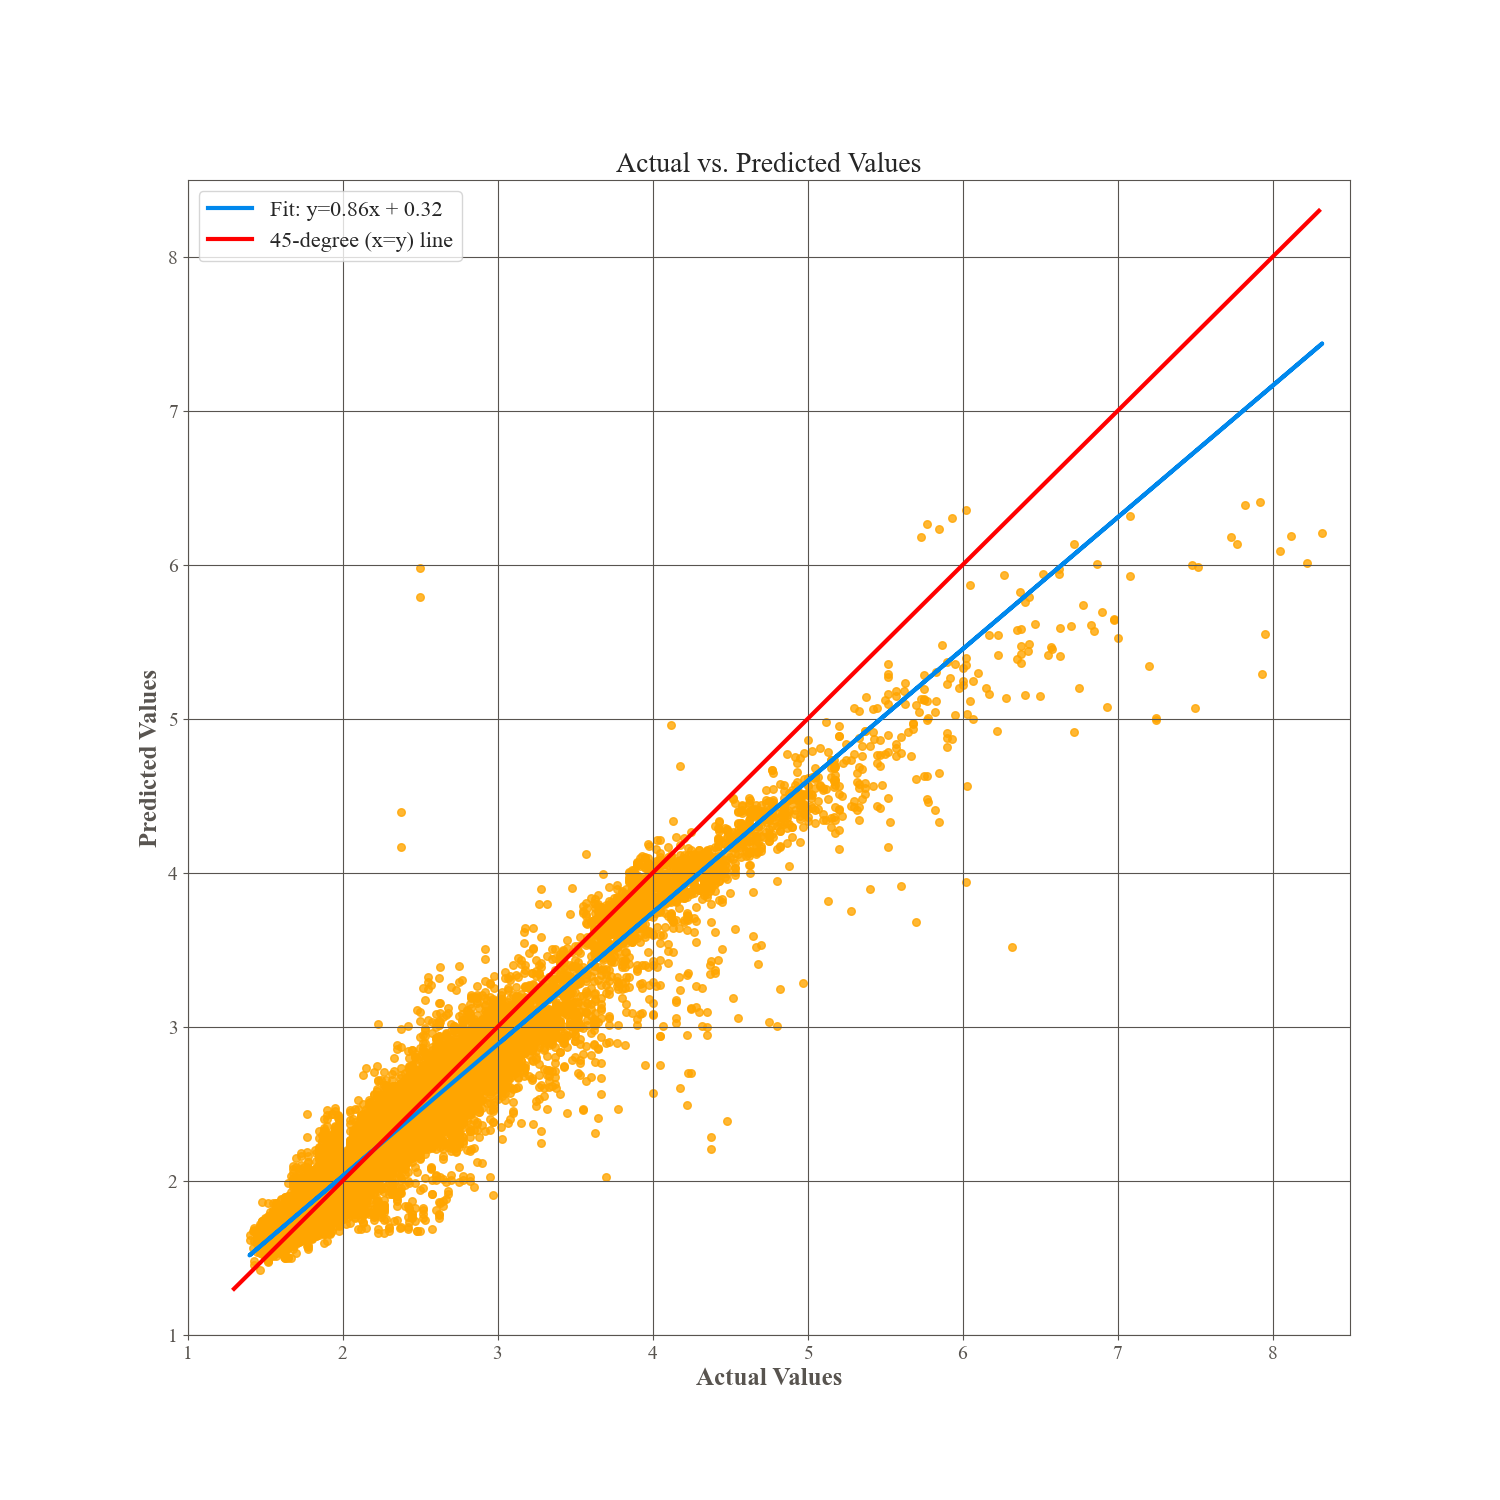 Actual vs. Predicted Values
Fit: y=0.86x + 0.32
45-degree (x=y) line
8
7
6
5
4
3
2
1
Predicted Values
1 2 3 4 5 6 7 8
Actual Values